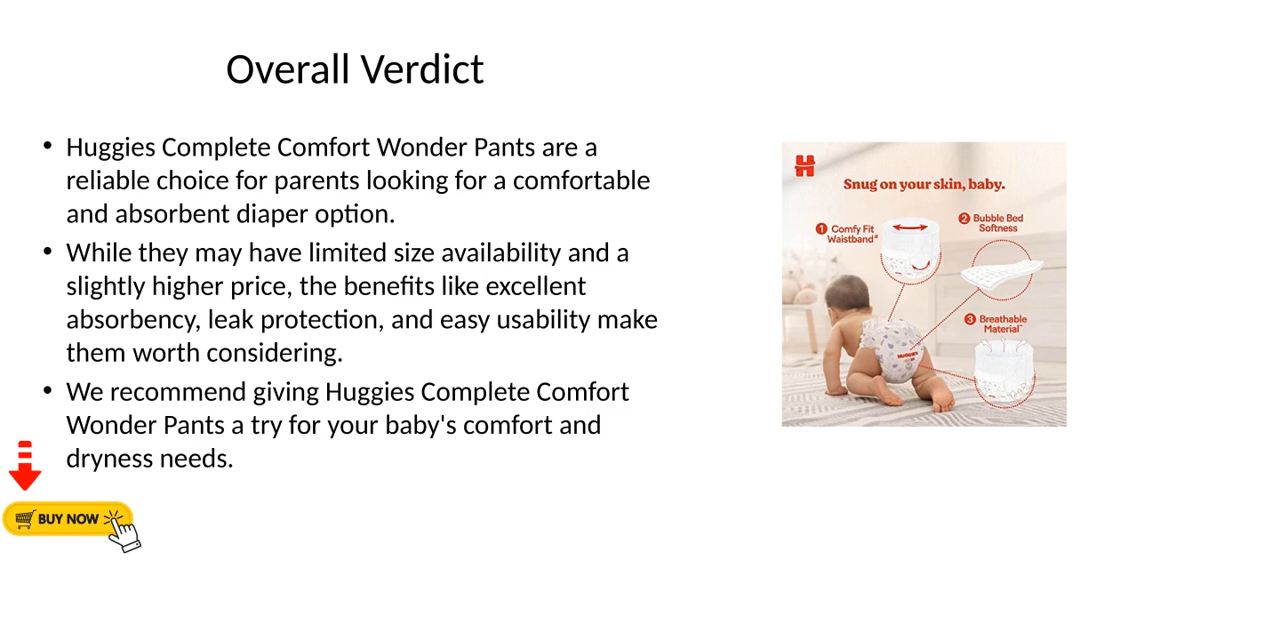 Overall Verdict
• Huggies Complete Comfort Wonder Pants are a
reliable choice for parents looking for a comfortable
and absorbent diaper option.
• While they may have limited size availability and a
slightly higher price, the benefits like excellent
absorbency, leak protection, and easy usability make
them worth considering.
• We recommend giving Huggies Complete Comfort
Wonder Pants a try for your baby's comfort and
dryness needs.
BUY NOW
H
Snug on your skin, baby.
1 Comfy Fit
Waistband#
2 Bubble Bed
Softness
3 Breathable
Material~
HUGGIES